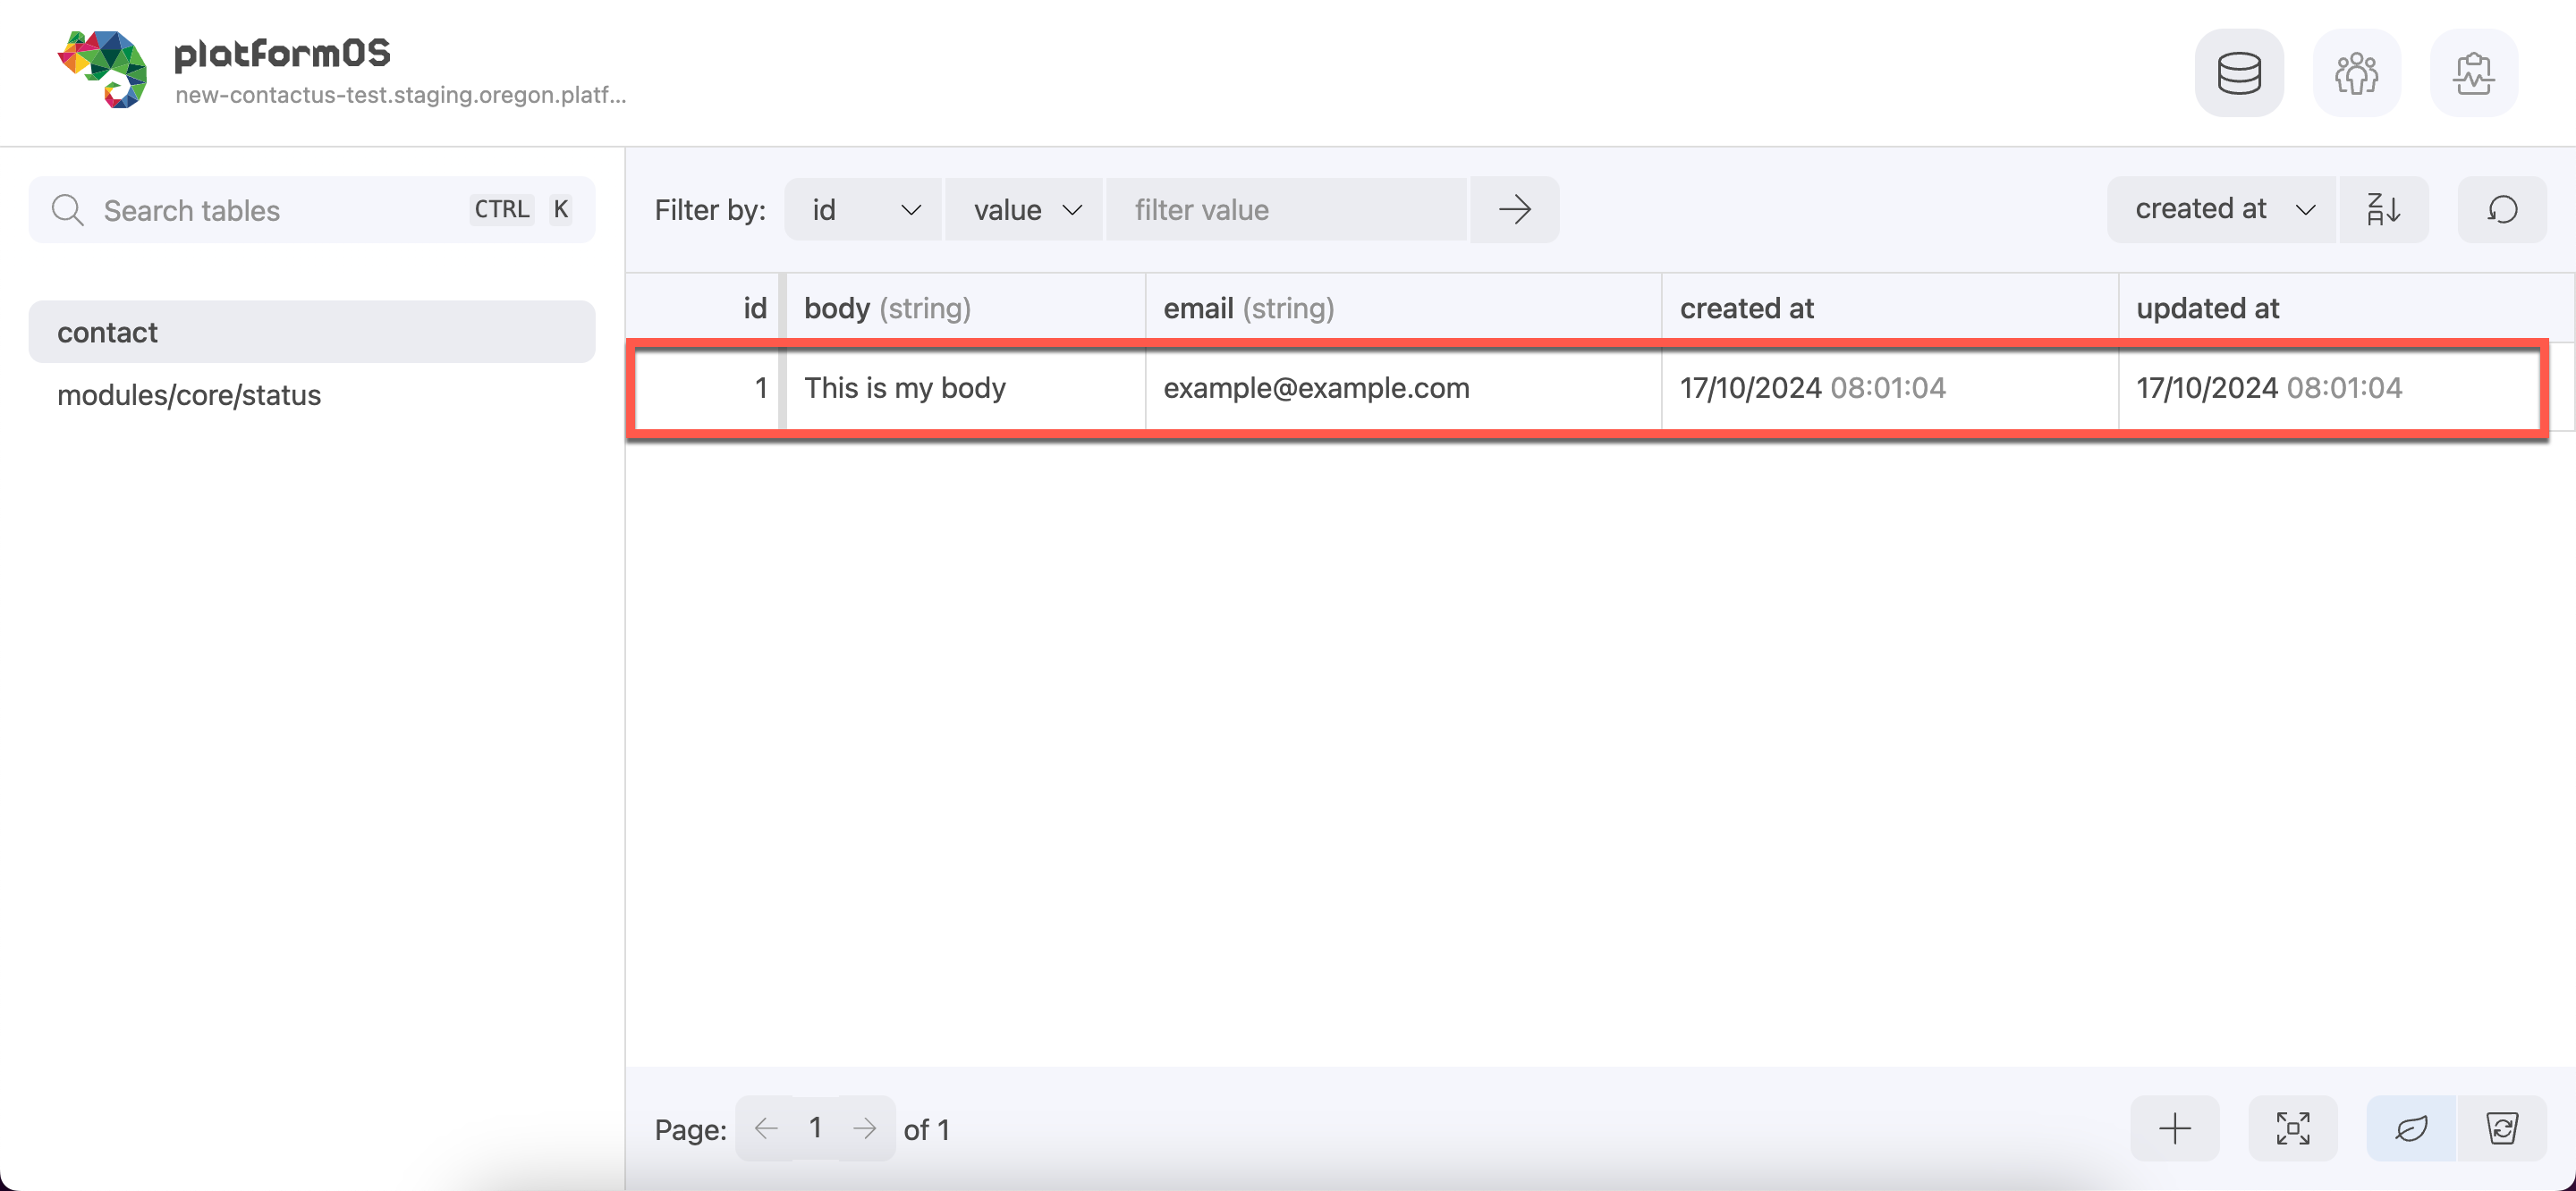 platformOS
new-contactus-test.staging.oregon.platf...
Search tables CTRL K
contact
modules/core/status
Filter by: id value filter value created at
id body (string) email (string) created at updated at
1 This is my body example@example.com 17/10/2024 08:01:04 17/10/2024 08:01:04
Page: 1 of 1